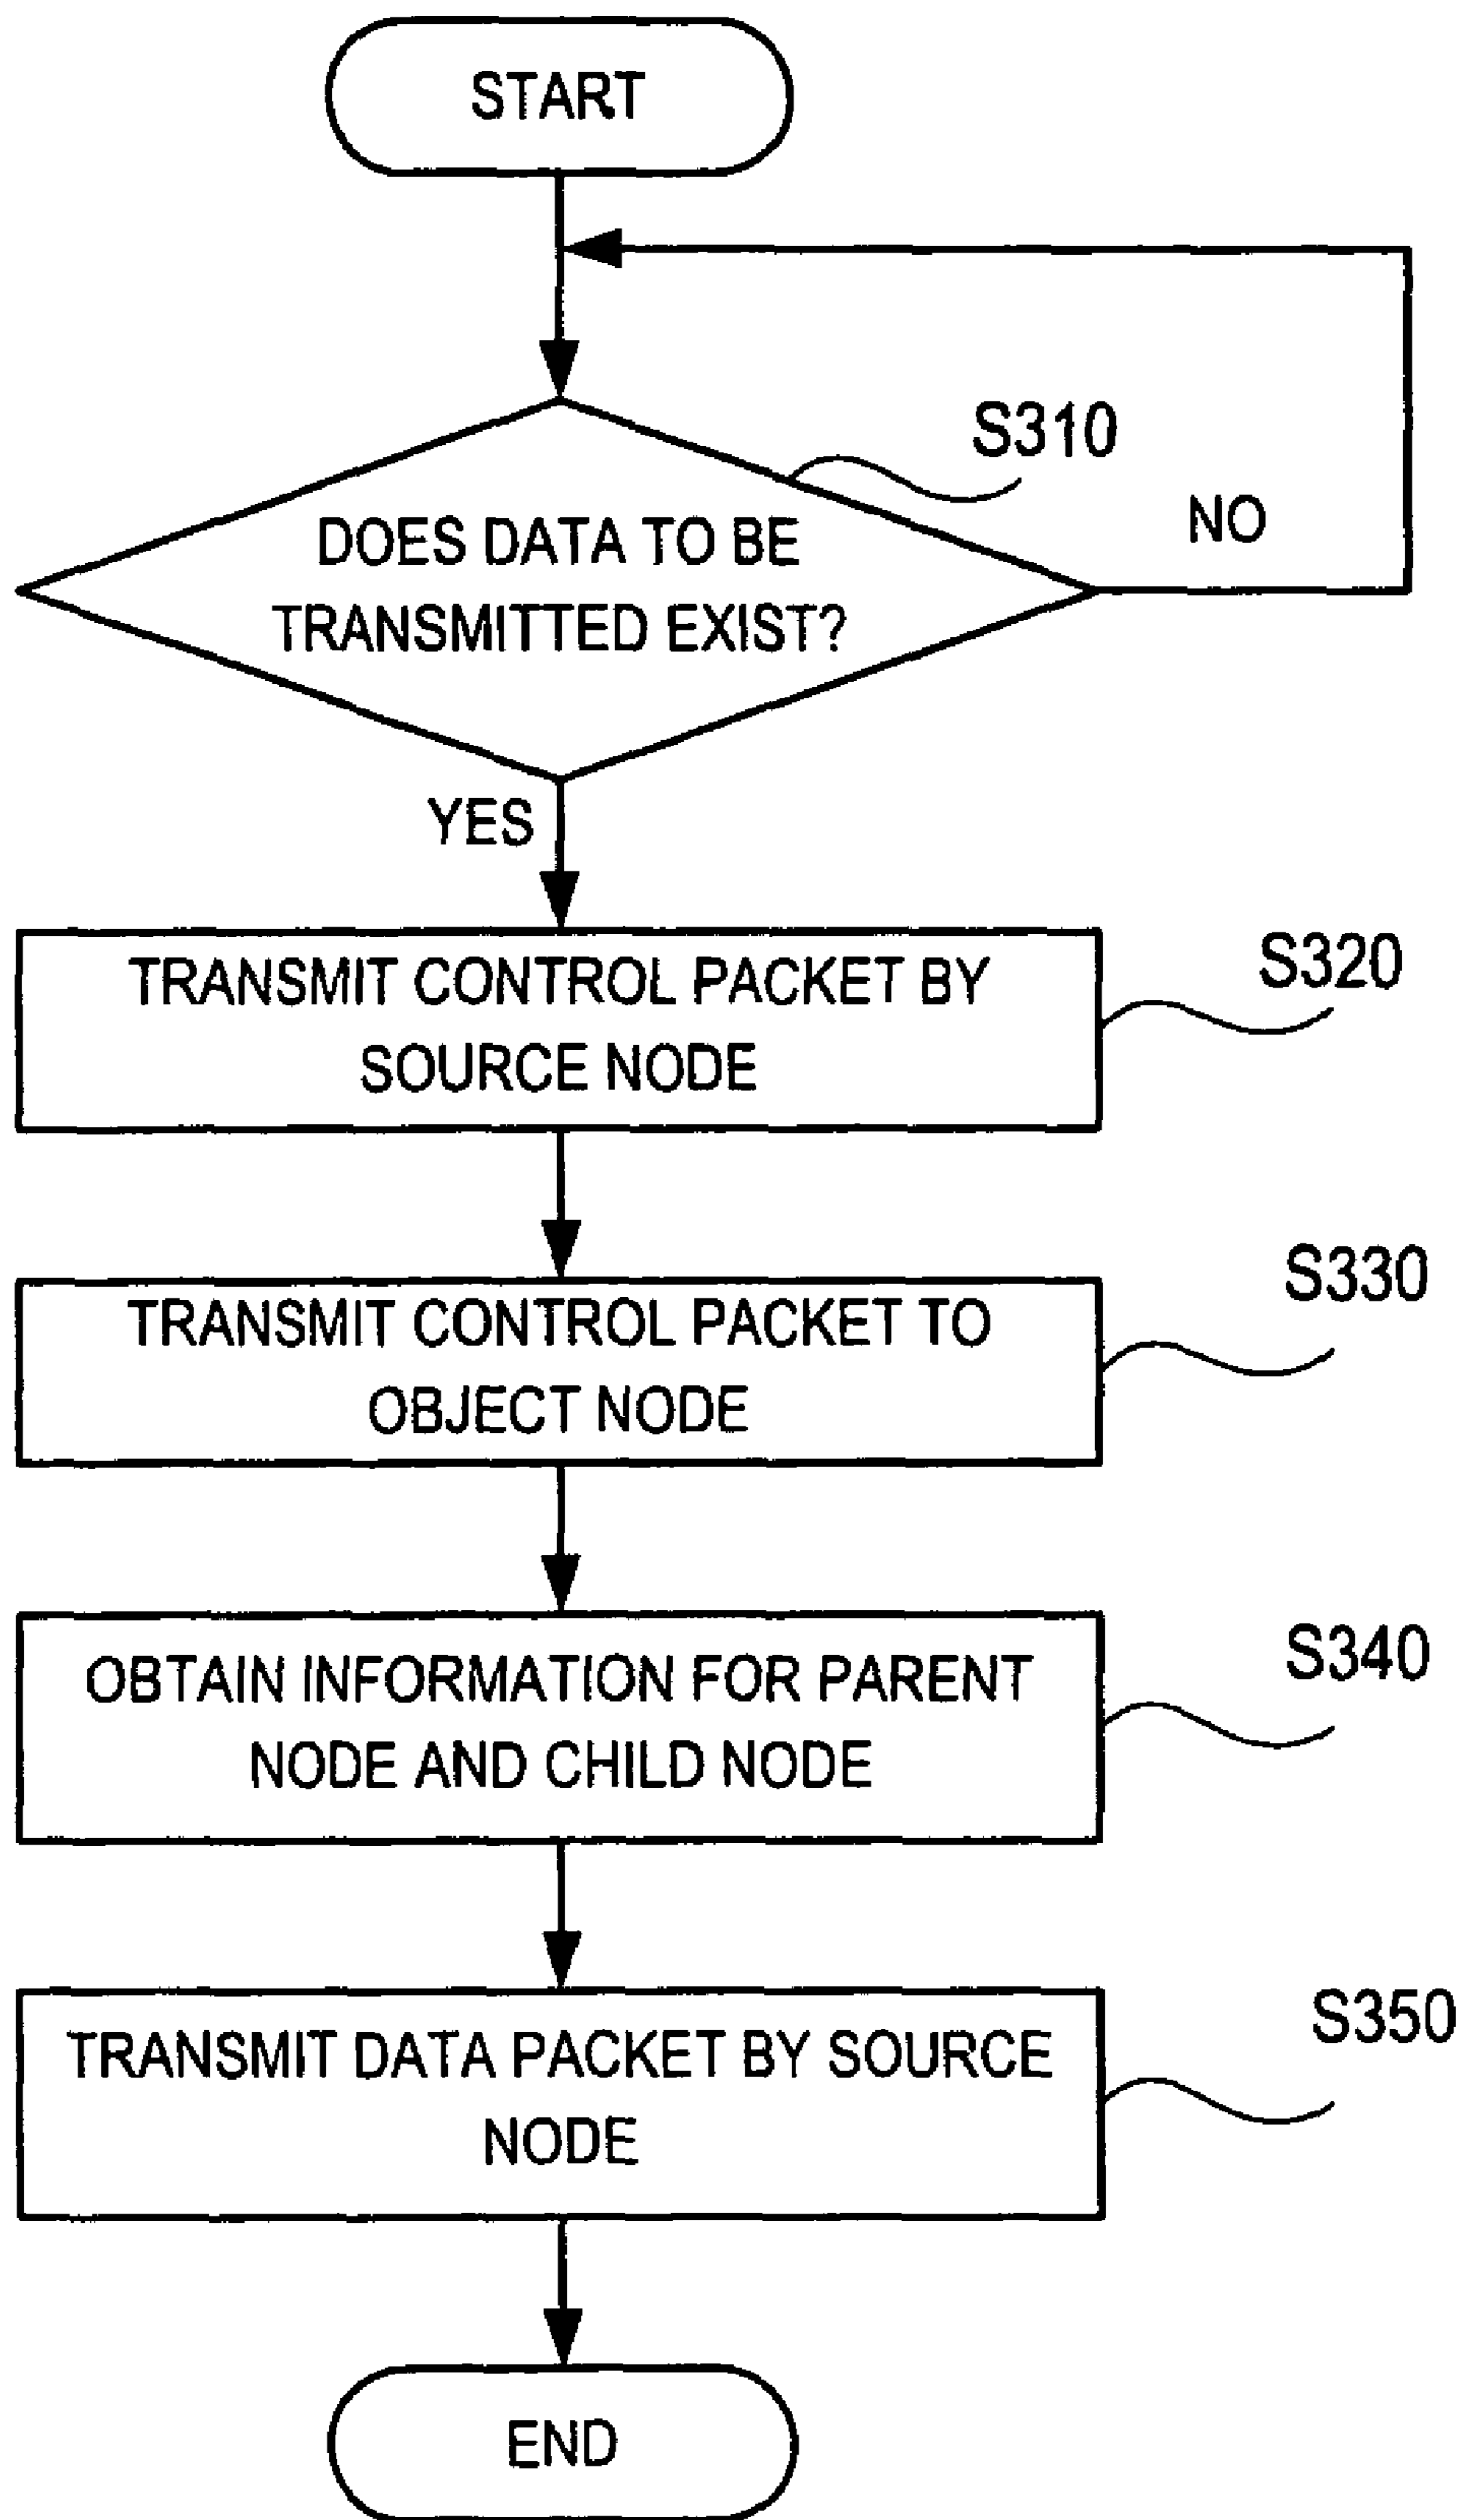 START
S310
NO
DOES DATA TO BE
TRANSMITTED EXIST?
YES
TRANSMIT CONTROL PACKET BY
SOURCE NODE
S320
TRANSMIT CONTROL PACKET TO
OBJECT NODE
S330
OBTAIN INFORMATION FOR PARENT
NODE AND CHILD NODE
S340
TRANSMIT DATA PACKET BY SOURCE
NODE
S350
END